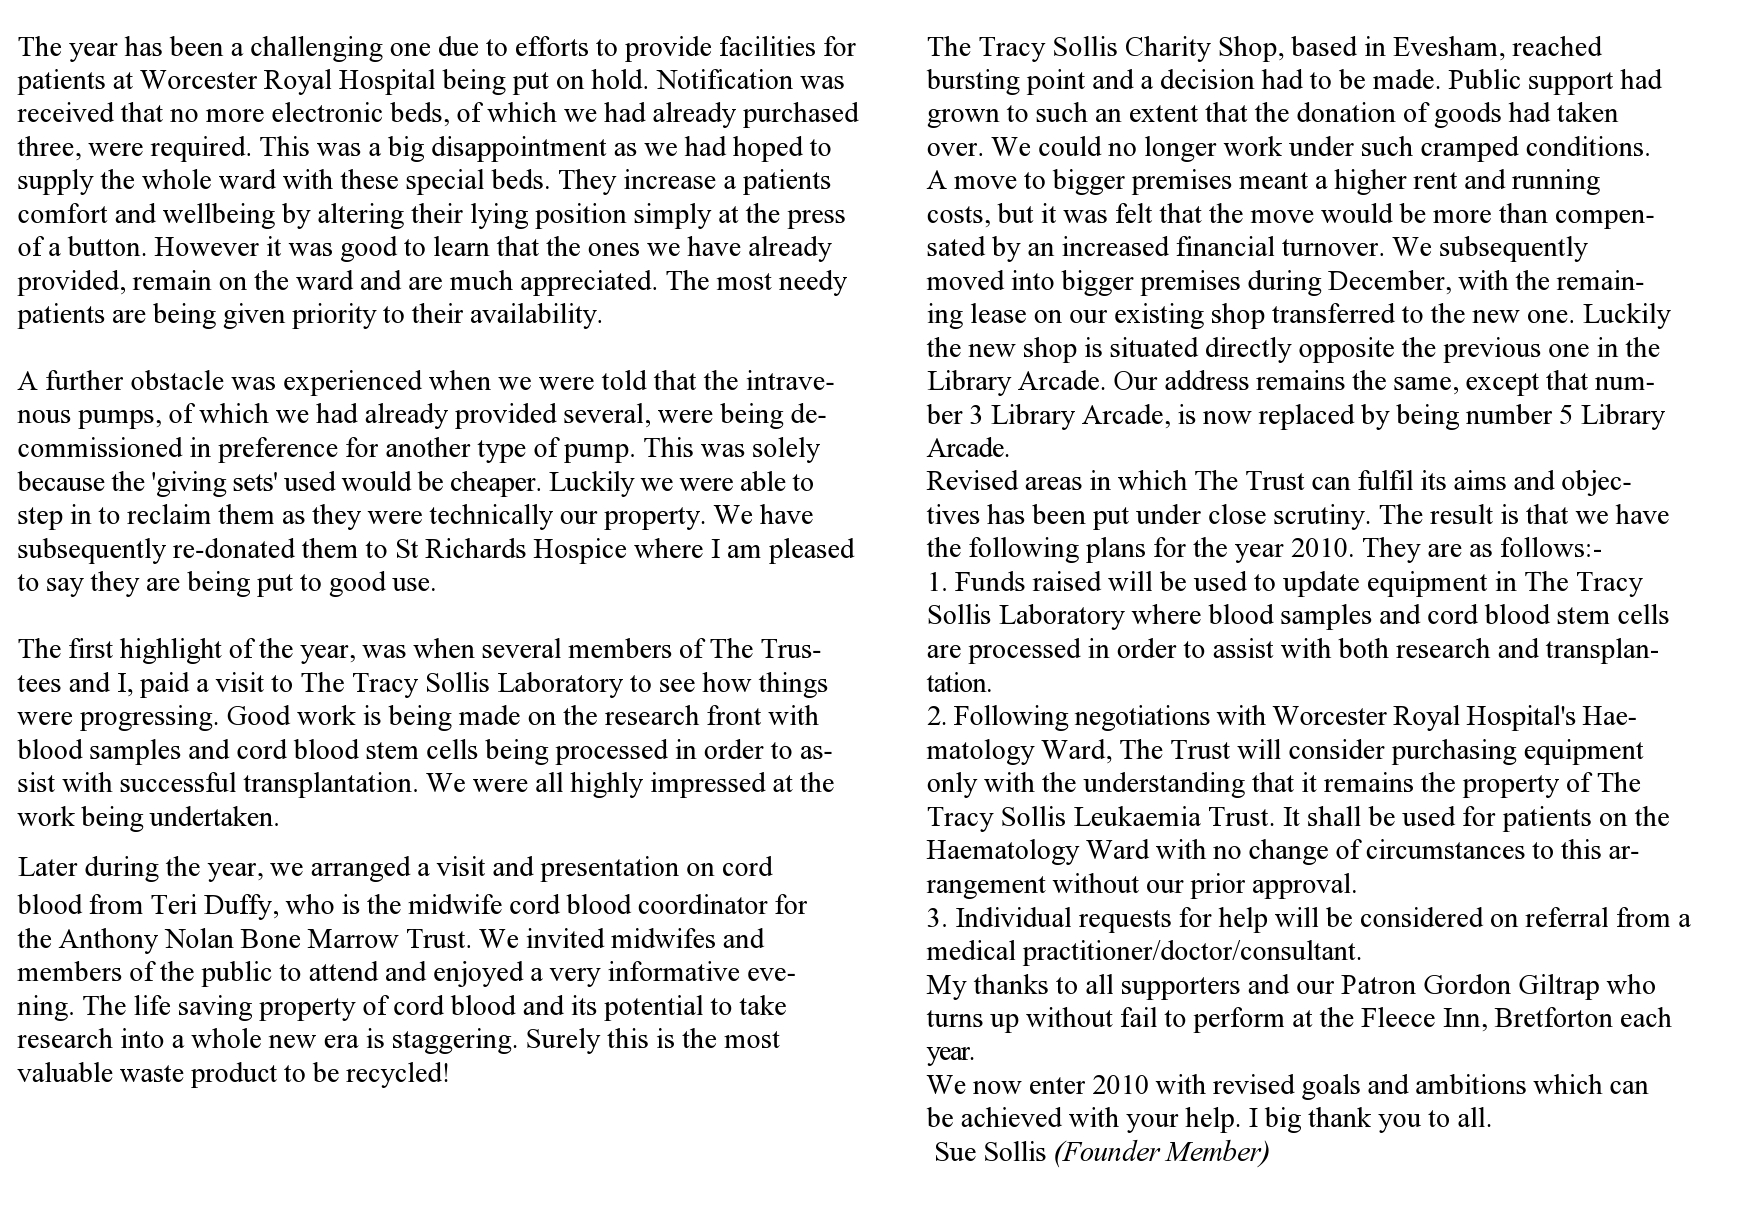 The year has been a challenging one due to efforts to provide facilities for
patients at Worcester Royal Hospital being put on hold. Notification was
received that no more electronic beds, of which we had already purchased
three, were required. This was a big disappointment as we had hoped to
supply the whole ward with these special beds. They increase a patients
comfort and wellbeing by altering their lying position simply at the press
of a button. However it was good to learn that the ones we have already
provided, remain on the ward and are much appreciated. The most needy
patients are being given priority to their availability.
A further obstacle was experienced when we were told that the intrave-
nous pumps, of which we had already provided several, were being de-
commissioned in preference for another type of pump. This was solely
because the 'giving sets' used would be cheaper. Luckily we were able to
step in to reclaim them as they were technically our property. We have
subsequently re-donated them to St Richards Hospice where I am pleased
to say they are being put to good use.
The first highlight of the year, was when several members of The Trus-
tees and I, paid a visit to The Tracy Sollis Laboratory to see how things
were progressing. Good work is being made on the research front with
blood samples and cord blood stem cells being processed in order to as-
sist with successful transplantation. We were all highly impressed at the
work being undertaken.
Later during the year, we arranged a visit and presentation on cord
blood from Teri Duffy, who is the midwife cord blood coordinator for
the Anthony Nolan Bone Marrow Trust. We invited midwifes and
members of the public to attend and enjoyed a very informative eve-
ning. The life saving property of cord blood and its potential to take
research into a whole new era is staggering. Surely this is the most
valuable waste product to be recycled!
The Tracy Sollis Charity Shop, based in Evesham, reached
bursting point and a decision had to be made. Public support had
grown to such an extent that the donation of goods had taken
over. We could no longer work under such cramped conditions.
A move to bigger premises meant a higher rent and running
costs, but it was felt that the move would be more than compen-
sated by an increased financial turnover. We subsequently
moved into bigger premises during December, with the remain-
ing lease on our existing shop transferred to the new one. Luckily
the new shop is situated directly opposite the previous one in the
Library Arcade. Our address remains the same, except that num-
ber 3 Library Arcade, is now replaced by being number 5 Library
Arcade.
Revised areas in which The Trust can fulfil its aims and objec-
tives has been put under close scrutiny. The result is that we have
the following plans for the year 2010. They are as follows:-
1. Funds raised will be used to update equipment in The Tracy
Sollis Laboratory where blood samples and cord blood stem cells
are processed in order to assist with both research and transplan-
tation.
2. Following negotiations with Worcester Royal Hospital's Hae-
matology Ward, The Trust will consider purchasing equipment
only with the understanding that it remains the property of The
Tracy Sollis Leukaemia Trust. It shall be used for patients on the
Haematology Ward with no change of circumstances to this ar-
rangement without our prior approval.
3. Individual requests for help will be considered on referral from a
medical practitioner/doctor/consultant.
My thanks to all supporters and our Patron Gordon Giltrap who
turns up without fail to perform at the Fleece Inn, Bretforton each
year.
We now enter 2010 with revised goals and ambitions which can
be achieved with your help. I big thank you to all.
Sue Sollis (Founder Member)